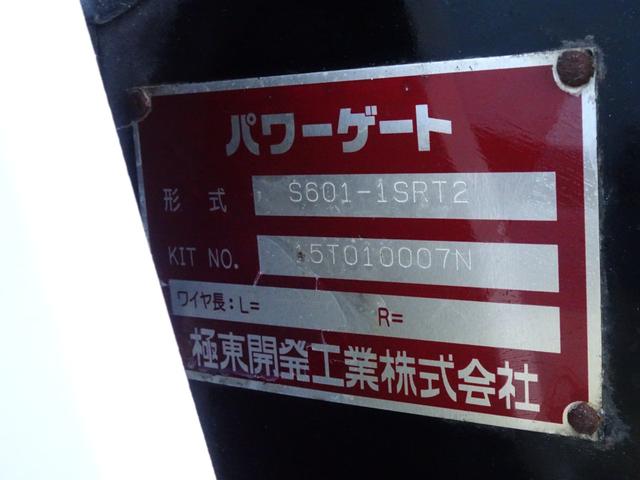 パワーゲート
形式 S601-1SRT2
KIT NO. 15T010007N
ワイヤ長:L= R=
極東開発工業株式会社